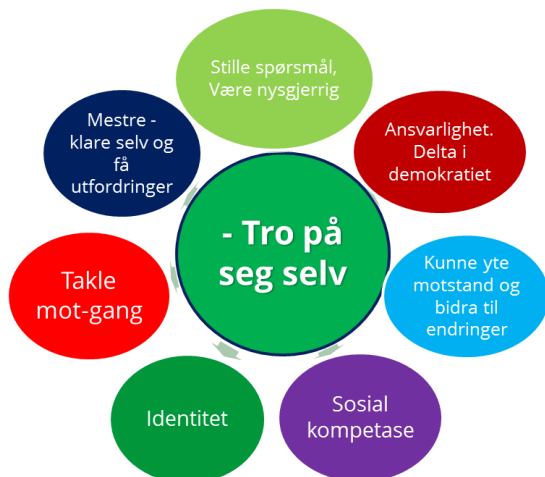 Stille spørsmål,
Være nysgjerrig
Ansvarlighet.
Delta i
demokratiet
Kunne yte
motstand og
bidra til
endringer
Sosial
kompetase
Identitet
Takle
mot-gang
Mestre -
klare selv og
få
utfordringer
- Tro på
seg selv